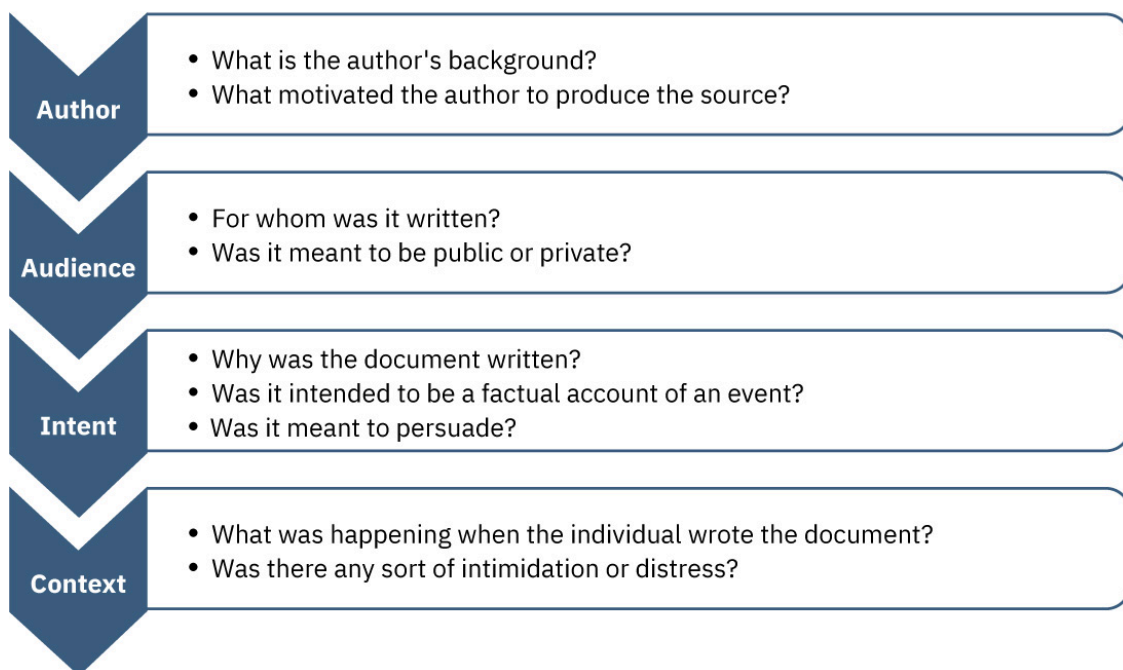 Author
• What is the author's background?
• What motivated the author to produce the source?
Audience
• For whom was it written?
• Was it meant to be public or private?
Intent
• Why was the document written?
• Was it intended to be a factual account of an event?
• Was it meant to persuade?
Context
• What was happening when the individual wrote the document?
• Was there any sort of intimidation or distress?